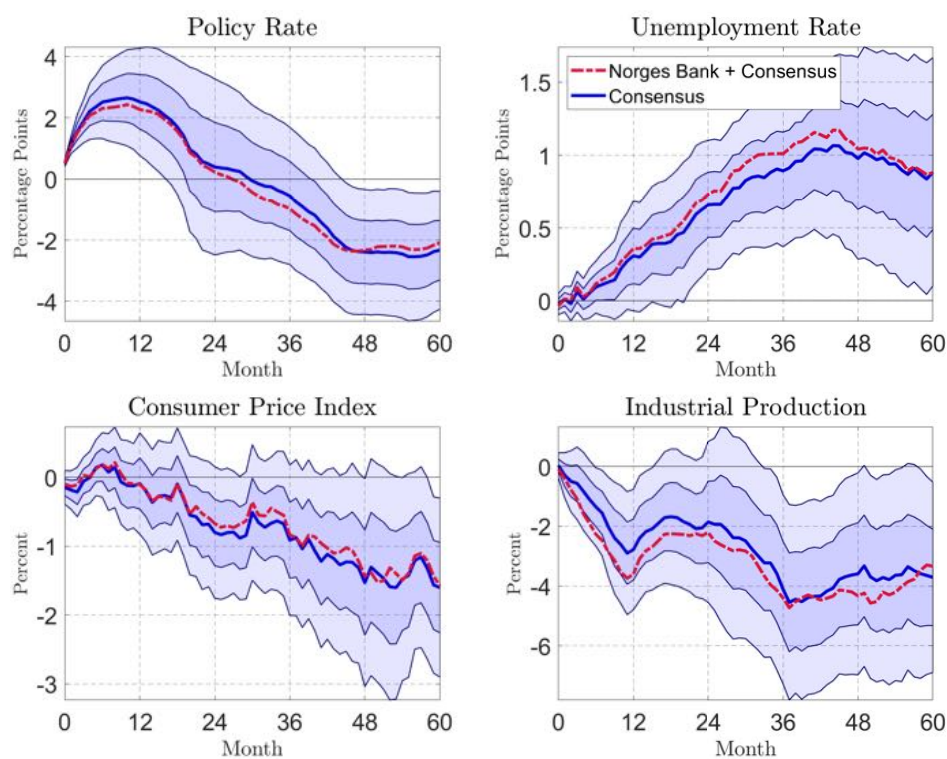 Policy Rate
Percentage Points
4
2
0
-2
-4
0 12 24 36 48 60
Month
Unemployment Rate
Norges Bank + Consensus
Consensus
Percentage Points
1.5
1
0.5
0
0 12 24 36 48 60
Month
Consumer Price Index
Percent
0
-1
-2
-3
0 12 24 36 48 60
Month
Industrial Production
Percent
0
-2
-4
-6
0 12 24 36 48 60
Month